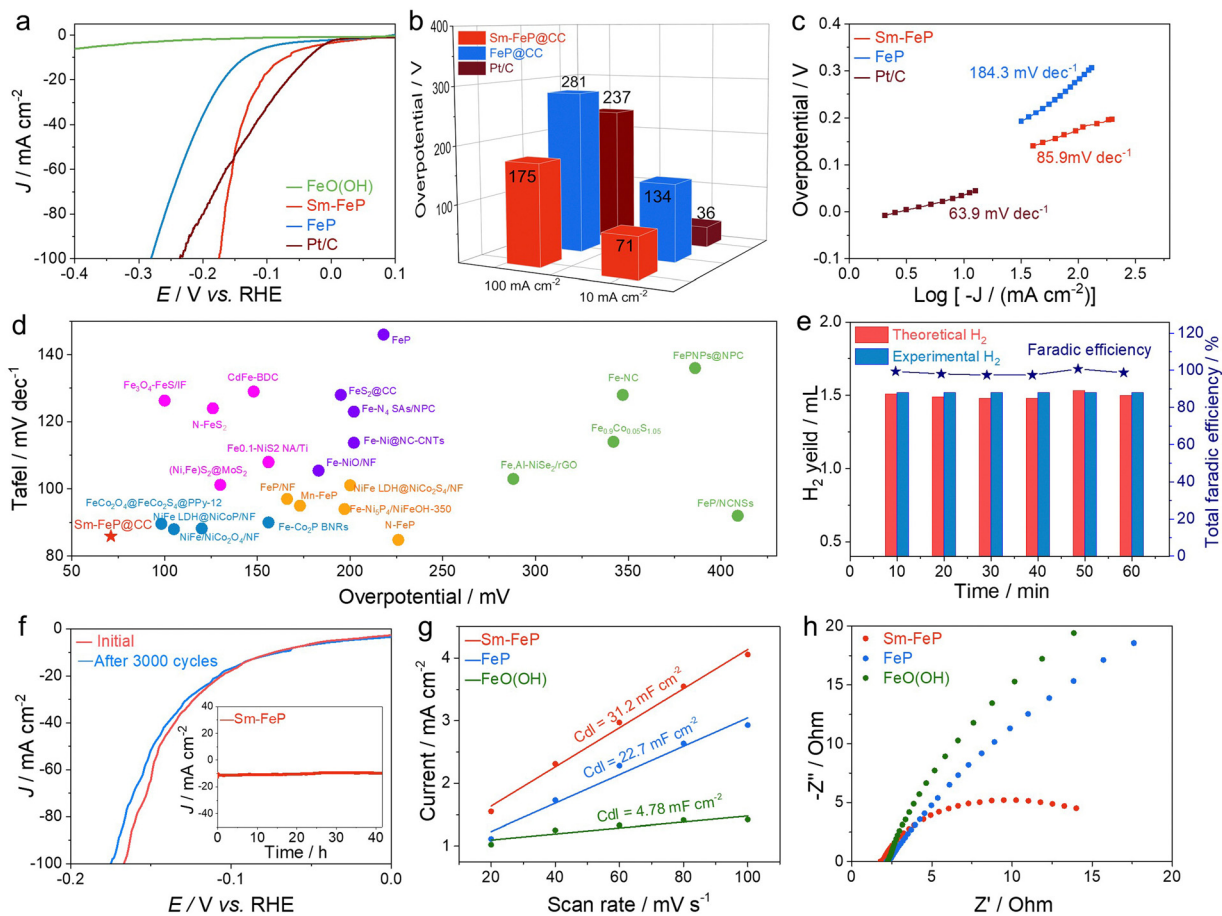 a
0
-20
-40
-60
-80
-100
J / mA cm-2
FeO(OH)
Sm-FeP
FeP
Pt/C
-0.4
-0.3
-0.2
-0.1
0.0
0.1
E / V vs. RHE
b
Sm-FeP@CC
FeP@CC
Pt/C
400
300
200
100
0
Overpotential / V
175
281
237
71
134
36
100 mA cm-2
10 mA cm-2
c
Sm-FeP
FeP
Pt/C
0.4
0.3
0.2
0.1
0.0
-0.1
Overpotential / V
184.3 mV dec-1
85.9mV dec-1
63.9 mV dec-1
0.0
0.5
1.0
1.5
2.0
2.5
Log [ -J / (mA cm-2)]
d
140
120
100
80
Tafel / mV dec-1
FeP
FePNPs@NPC
CdFe-BDC
Fe3O4-FeS/IF
FeS2@CC
Fe-NC
N-FeS2
Fe-N4 SAs/NPC
Fe0.9Co0.05S1.05
Fe0.1-NiS2 NA/Ti
Fe-Ni@NC-CNTs
(Ni,Fe)S2@MoS2
Fe-NiO/NF
Fe,Al-NiSe2/rGO
FeP/NF
NiFe LDH@NiCo2S4/NF
FeCo2O4@FeCo2S4@PPy-12
Mn-FeP
Fe-Ni5P4/NiFeOH-350
FeP/NCNSs
NiFe LDH@NiCoP/NF
Sm-FeP@CC
NiFe/NiCo2O4/NF
Fe-Co2P BNRs
N-FeP
50
100
150
200
250
300
350
400
Overpotential / mV
e
Theoretical H2
Experimental H2
Faradic efficiency
2.0
1.5
1.0
0.5
H2 yeild / mL
120
100
80
60
40
20
0
Total faradic efficiency / %
0
10
20
30
40
50
60
Time / min
f
Initial
After 3000 cycles
0
-20
-40
-60
-80
-100
J / mA cm-2
Sm-FeP
40
20
0
-20
-40
J / mA cm-2
0
10
20
30
40
Time / h
-0.2
-0.1
0.0
E / V vs. RHE
g
Sm-FeP
FeP
FeO(OH)
4
3
2
1
Current / mA cm-2
Cdl = 31.2 mF cm-2
Cdl = 22.7 mF cm-2
Cdl = 4.78 mF cm-2
20
40
60
80
100
Scan rate / mV s-1
h
Sm-FeP
FeP
FeO(OH)
-20
-15
-10
-5
0
-Z" / Ohm
0
5
10
15
20
Z' / Ohm